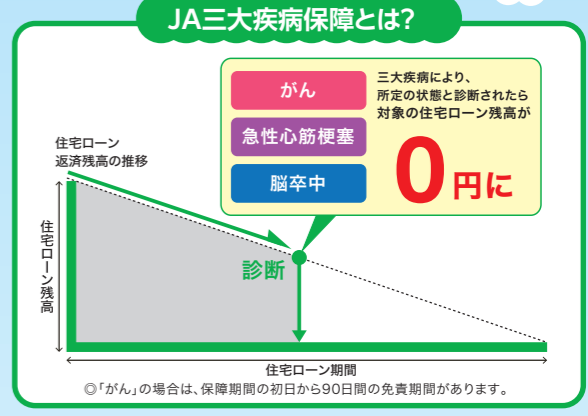 JA三大疾病保障とは?
がん
急性心筋梗塞
脳卒中
三大疾病により、
所定の状態と診断されたら
対象の住宅ローン残高が
0円に
住宅ローン
返済残高の推移
住宅ローン残高
診断
住宅ローン期間
◎「がん」の場合は、保障期間の初日から90日間の免責期間があります。